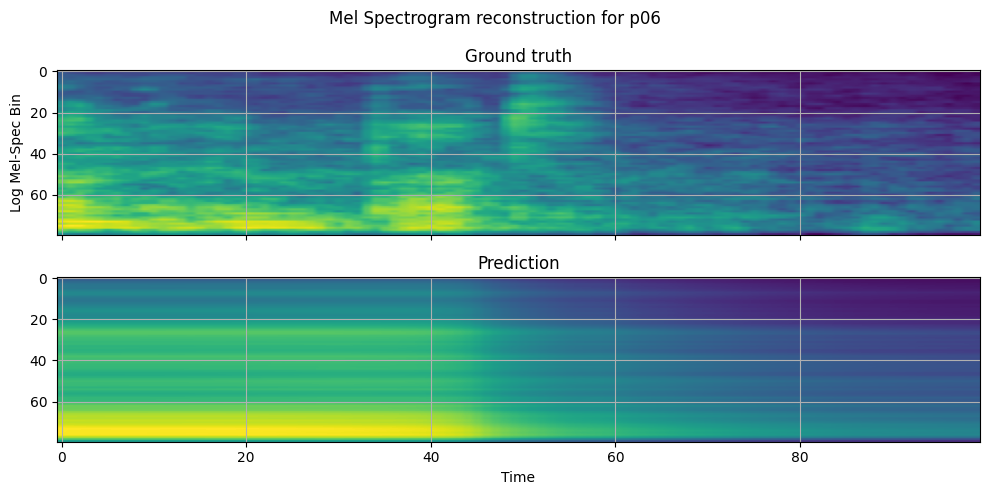 Mel Spectrogram reconstruction for p06
Ground truth
0
20
40
60
Log Mel-Spec Bin
Prediction
0
20
40
60
0 20 40 60 80
Time